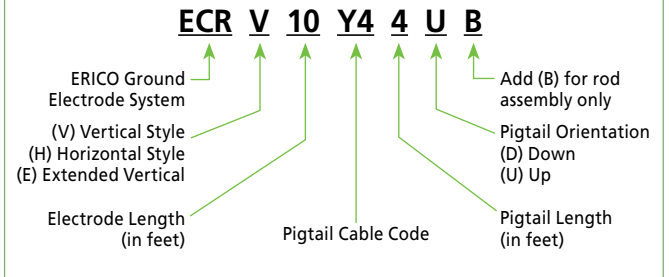 ECR V 10 Y4 4 U B
ERICO Ground
Electrode System
(V) Vertical Style
(H) Horizontal Style
(E) Extended Vertical
Electrode Length
(in feet)
Pigtail Cable Code
Add (B) for rod
assembly only
Pigtail Orientation
(D) Down
(U) Up
Pigtail Length
(in feet)